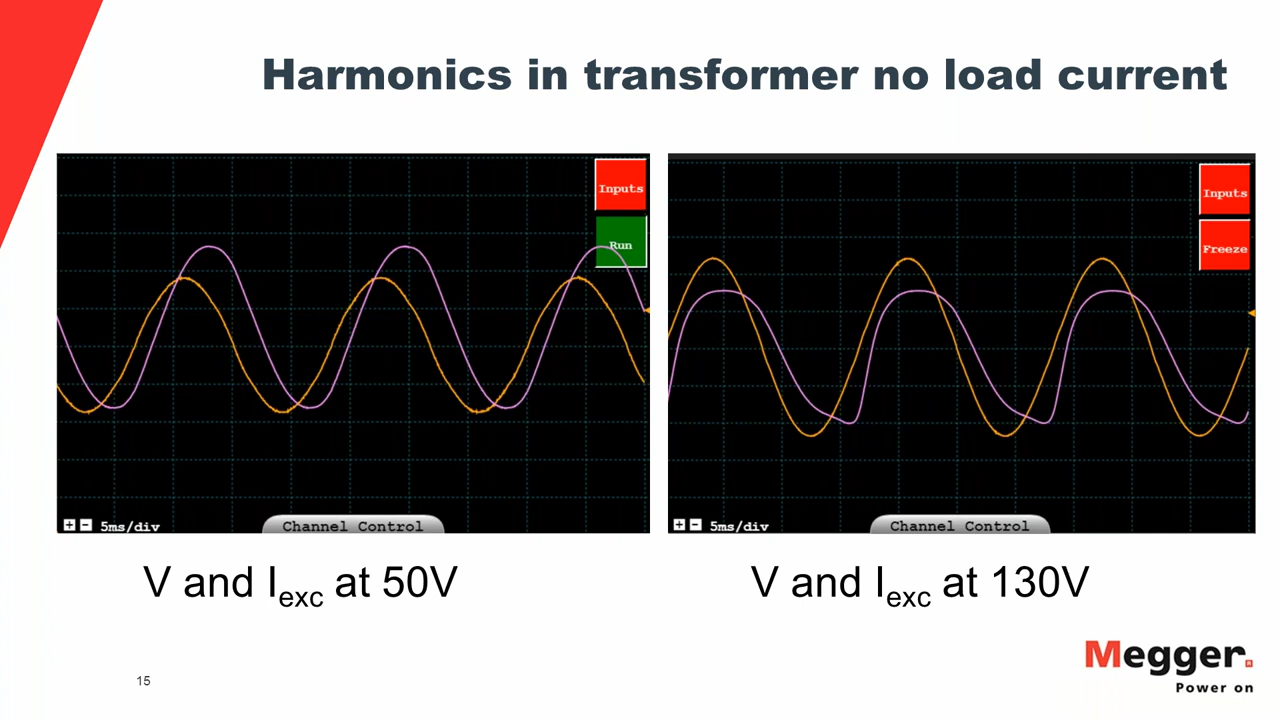 Harmonics in transformer no load current
Inputs
Run
+ - 5ms/div
Channel Control
Inputs
Freeze
+ - 5ms/div
Channel Control
V and Iexc at 50V
V and Iexc at 130V
Megger.
Power on
15